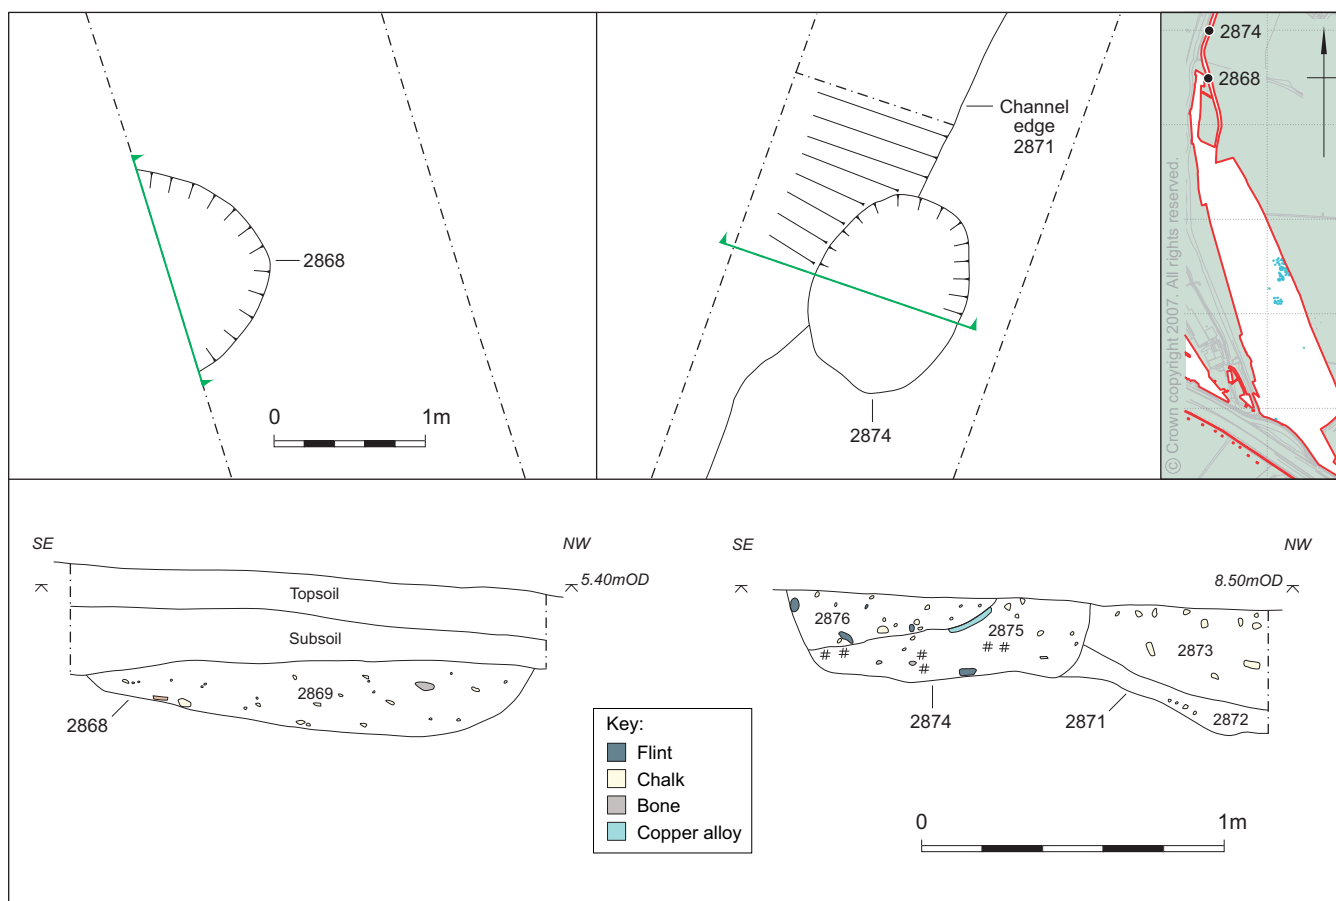 2868
0 1m
Channel
edge
2871
2874
2874
2868
© Crown copyright 2007. All rights reserved.
SE NW
5.40mOD
Topsoil
Subsoil
2869
2868
SE NW
8.50mOD
2876
2875
2873
# # # # # #
2874
2871
2872
Key:
Flint
Chalk
Bone
Copper alloy
0 1m